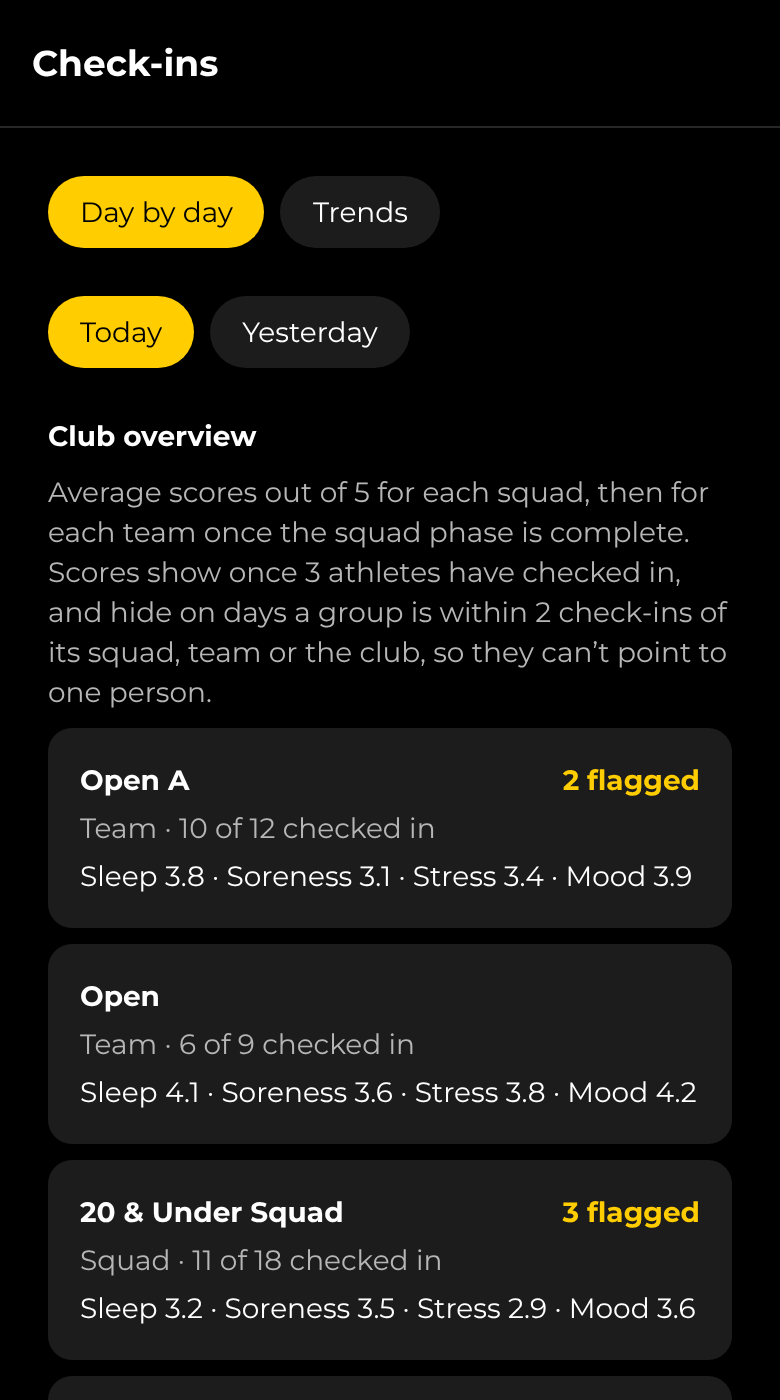 Check-ins
Day by day
Trends
Today
Yesterday
Club overview
Average scores out of 5 for each squad, then for
each team once the squad phase is complete.
Scores show once 3 athletes have checked in,
and hide on days a group is within 2 check-ins of
its squad, team or the club, so they can’t point to
one person.
Open A
2 flagged
Team · 10 of 12 checked in
Sleep 3.8 · Soreness 3.1 · Stress 3.4 · Mood 3.9
Open
Team · 6 of 9 checked in
Sleep 4.1 · Soreness 3.6 · Stress 3.8 · Mood 4.2
20 & Under Squad
3 flagged
Squad · 11 of 18 checked in
Sleep 3.2 · Soreness 3.5 · Stress 2.9 · Mood 3.6